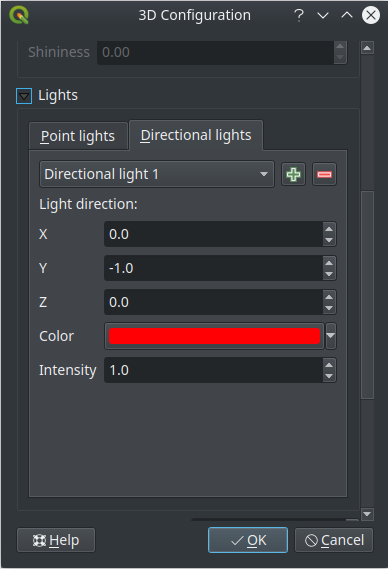 3D Configuration
Shininess 0.00
Lights
Point lights Directional lights
Directional light 1
Light direction:
X 0.0
Y -1.0
Z 0.0
Color
Intensity 1.0
Help OK Cancel